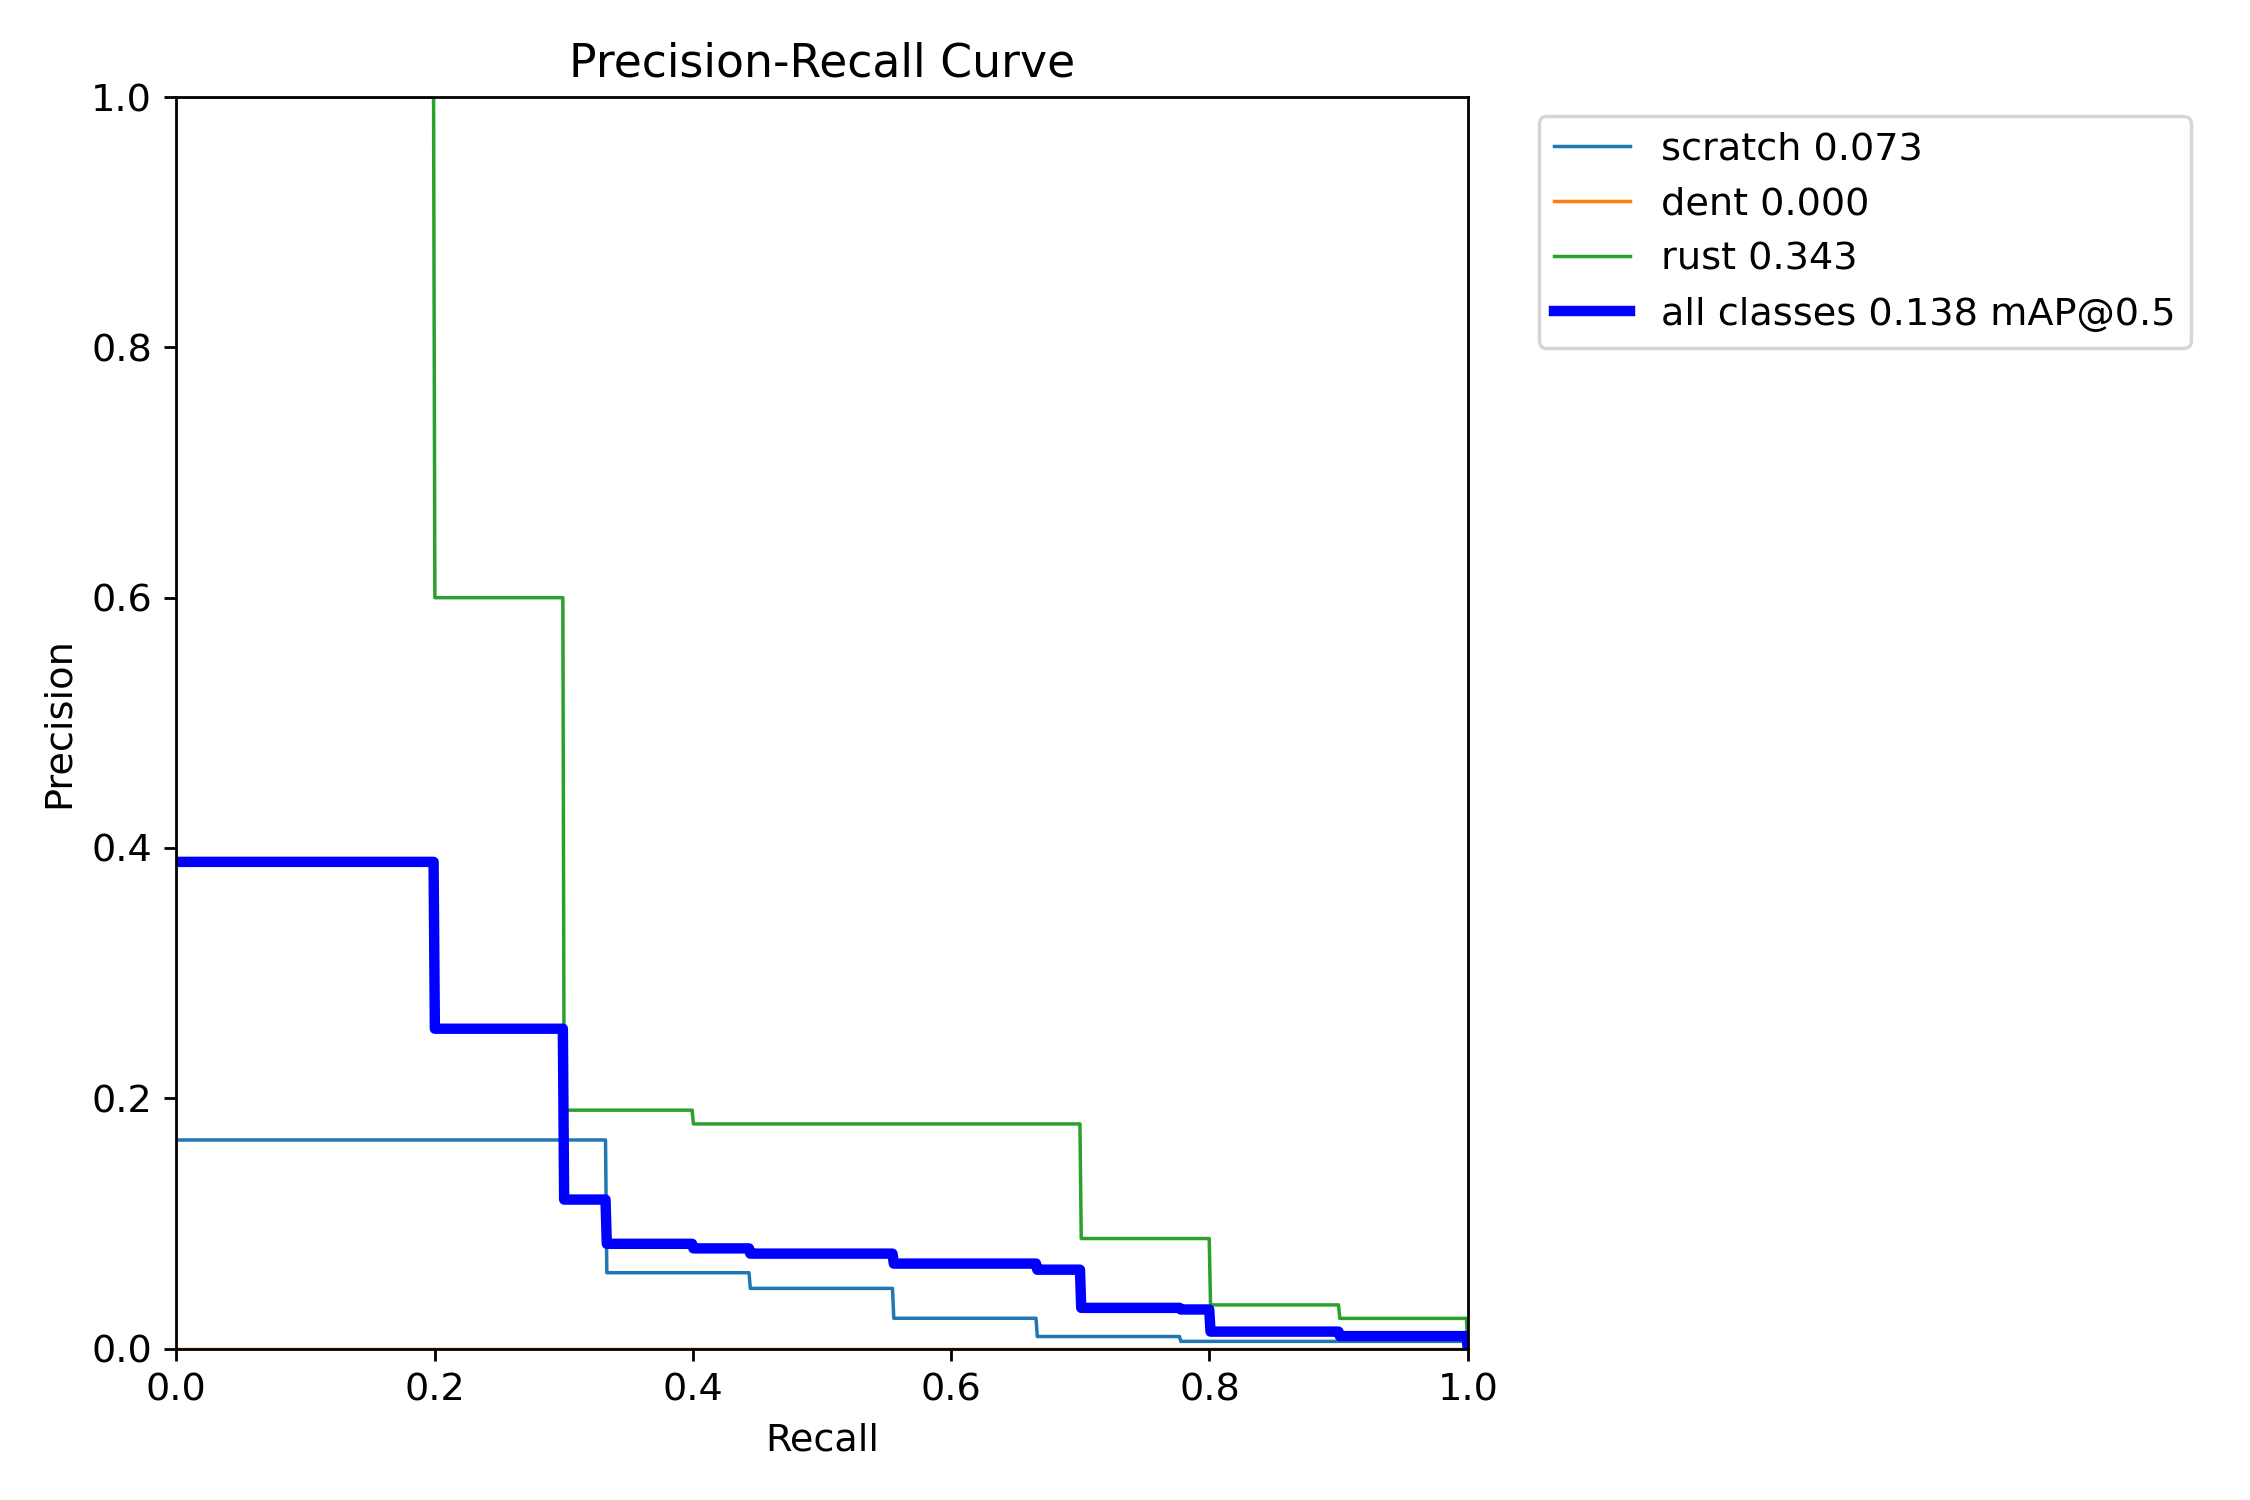 Precision-Recall Curve
1.0
0.8
0.6
0.4
0.2
0.0
Precision
0.0 0.2 0.4 0.6 0.8 1.0
Recall
scratch 0.073
dent 0.000
rust 0.343
all classes 0.138 mAP@0.5